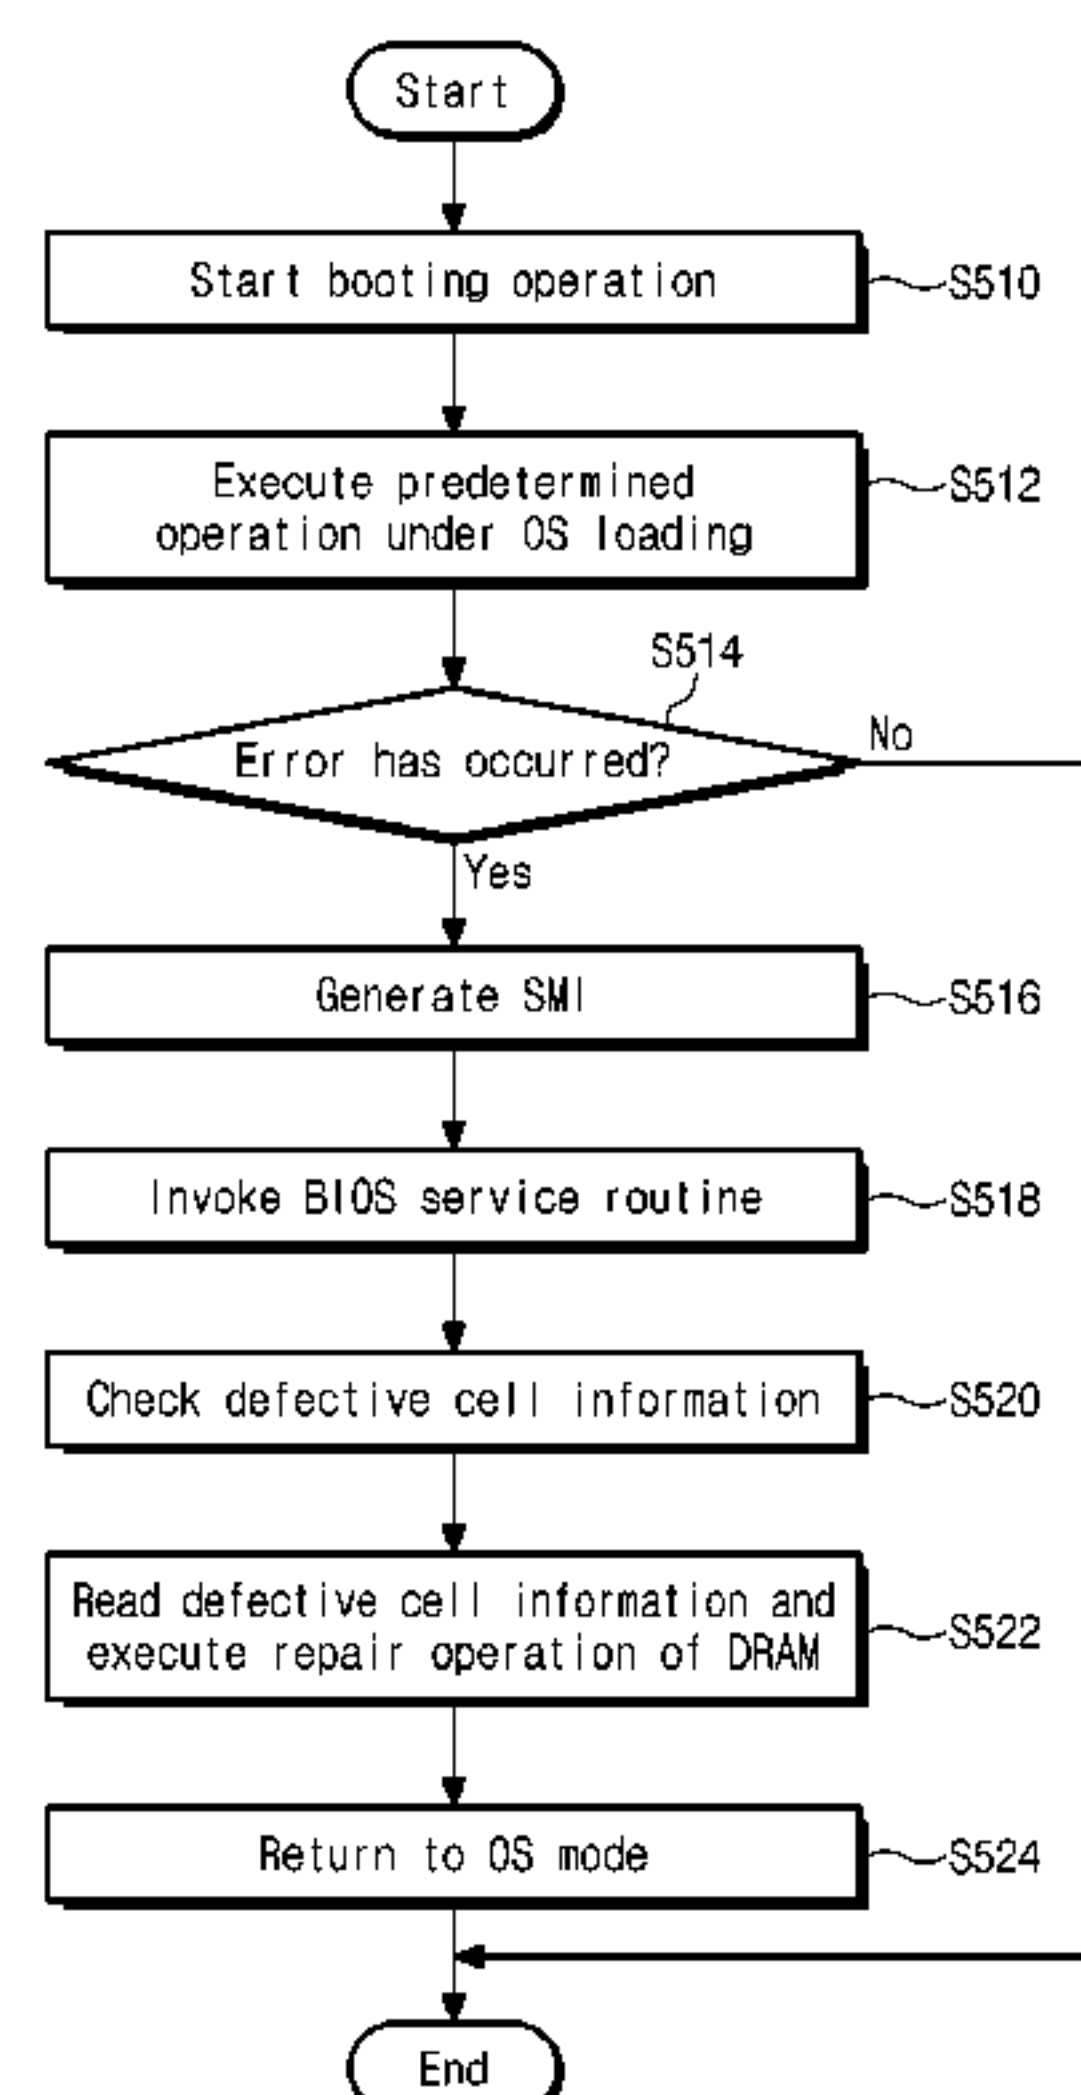 Start
Start booting operation
S510
Execute predetermined
operation under OS loading
S512
S514
Error has occurred?
No
Yes
Generate SMI
S516
Invoke BIOS service routine
S518
Check defective cell information
S520
Read defective cell information and
execute repair operation of DRAM
S522
Return to OS mode
S524
End